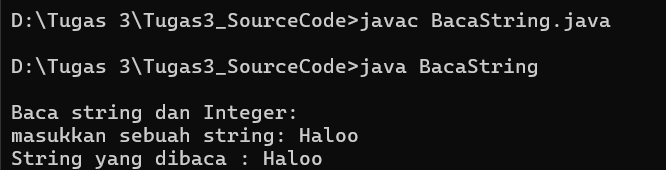 D:\Tugas 3\Tugas3_SourceCode>javac BacaString.java
D:\Tugas 3\Tugas3_SourceCode>java BacaString
Baca string dan Integer:
masukkan sebuah string: Haloo
String yang dibaca : Haloo